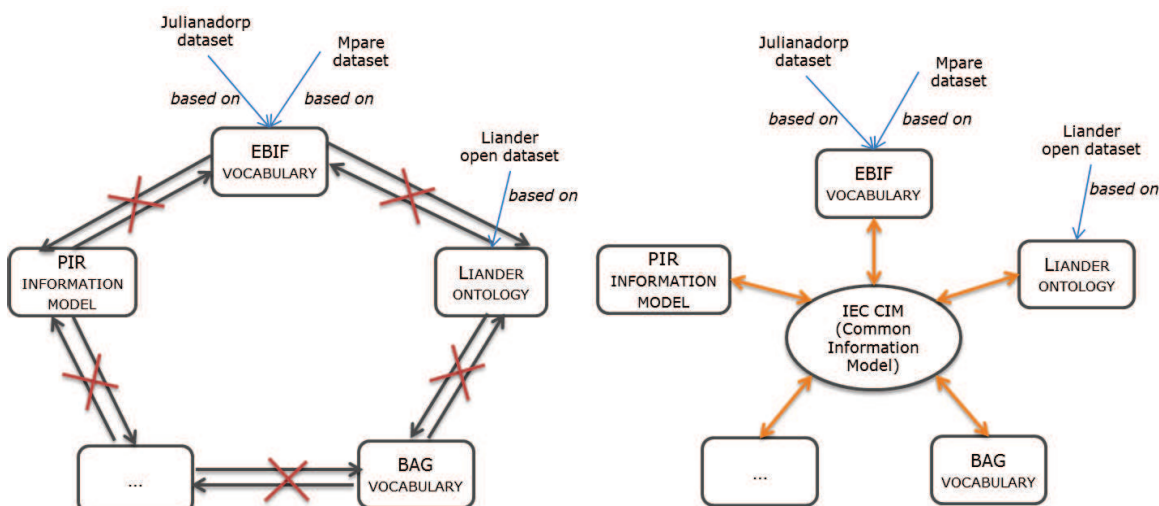 Julianadorp
dataset
Mpare
dataset
based on
based on
Liander
open dataset
based on
EBIF
VOCABULARY
PIR
INFORMATION
MODEL
LIANDER
ONTOLOGY
...
BAG
VOCABULARY
Julianadorp
dataset
Mpare
dataset
based on
based on
Liander
open dataset
based on
EBIF
VOCABULARY
PIR
INFORMATION
MODEL
LIANDER
ONTOLOGY
IEC CIM
(Common
Information
Model)
...
BAG
VOCABULARY